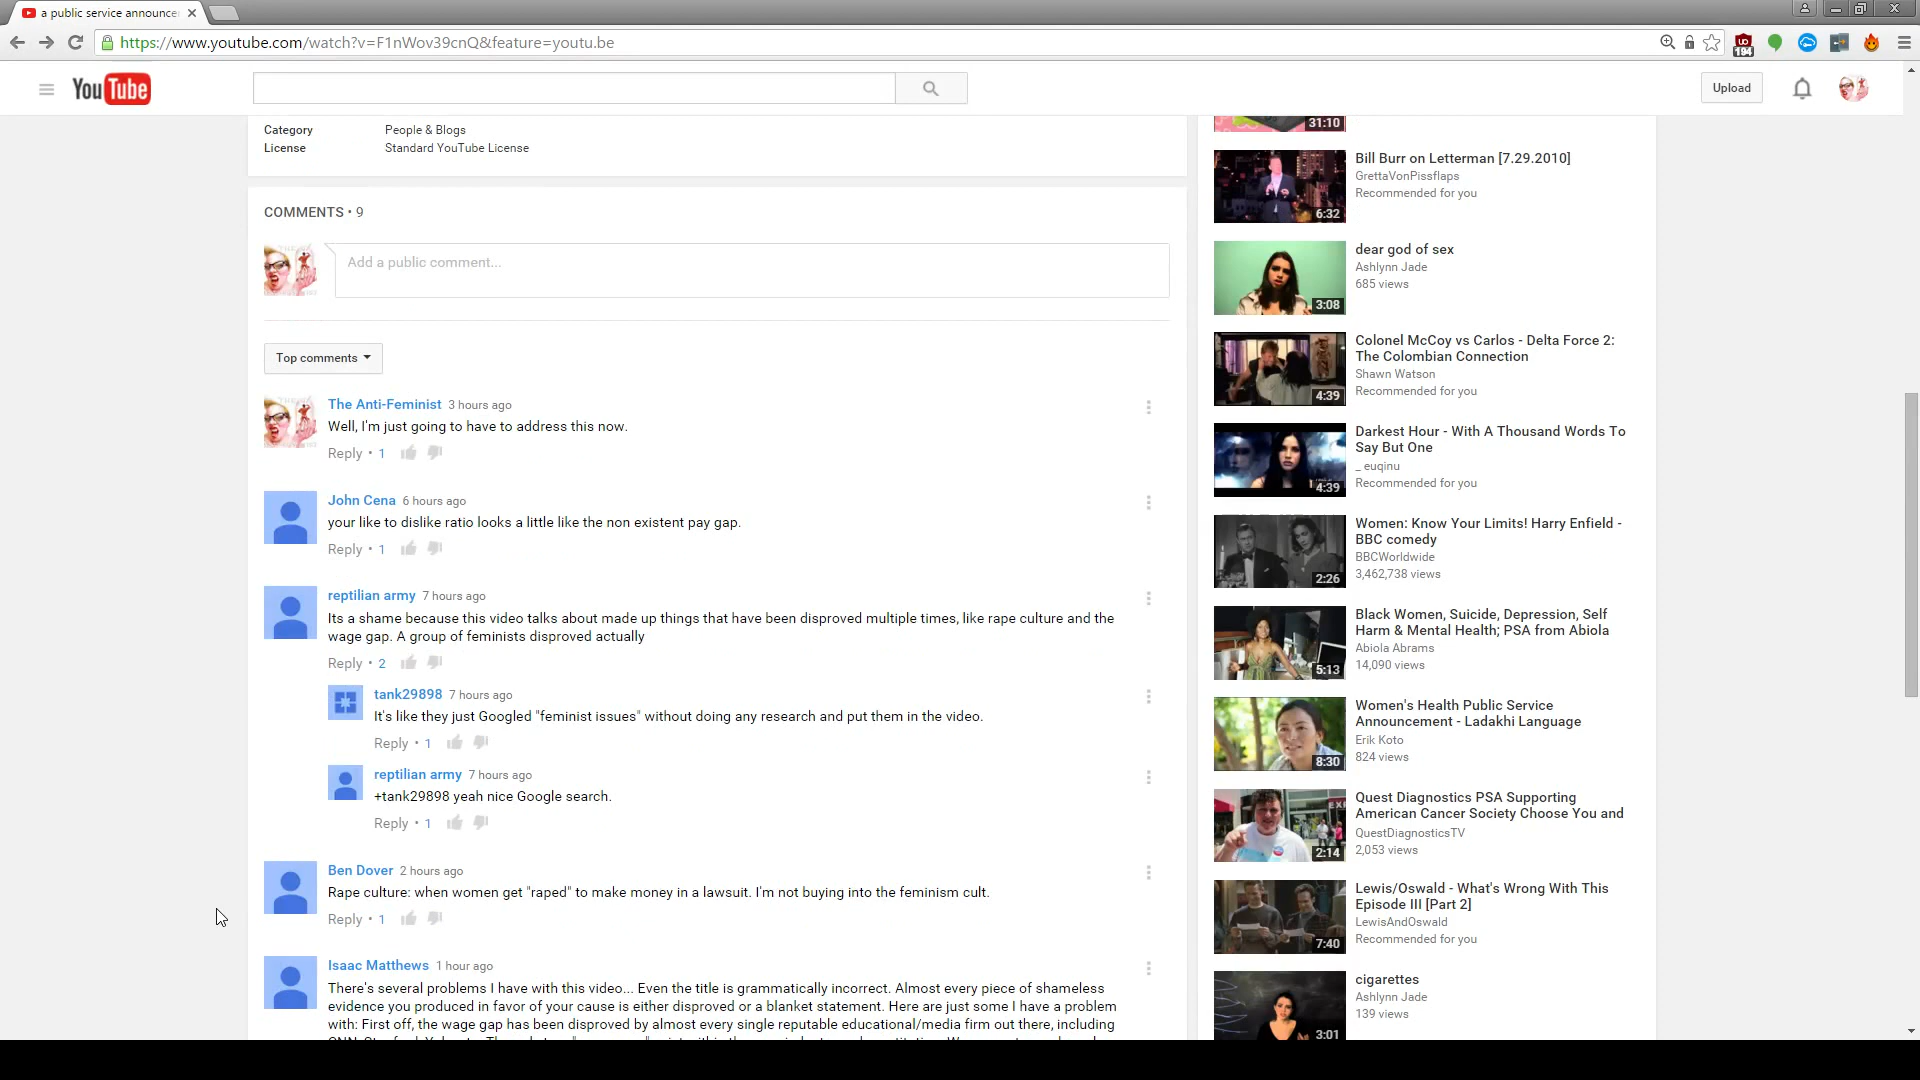 a public service announce
https://www.youtube.com/watch?v=F1nWov39cnQ&feature=youtu.be
194
YouTube
Upload
Category People & Blogs
License Standard YouTube License
COMMENTS • 9
Add a public comment...
Top comments
The Anti-Feminist 3 hours ago
Well, I'm just going to have to address this now.
Reply • 1
John Cena 6 hours ago
your like to dislike ratio looks a little like the non existent pay gap.
Reply • 1
reptilian army 7 hours ago
Its a shame because this video talks about made up things that have been disproved multiple times, like rape culture and the
wage gap. A group of feminists disproved actually
Reply • 2
tank29898 7 hours ago
It's like they just Googled "feminist issues" without doing any research and put them in the video.
Reply • 1
reptilian army 7 hours ago
+tank29898 yeah nice Google search.
Reply • 1
Ben Dover 2 hours ago
Rape culture: when women get "raped" to make money in a lawsuit. I'm not buying into the feminism cult.
Reply • 1
Isaac Matthews 1 hour ago
There's several problems I have with this video... Even the title is grammatically incorrect. Almost every piece of shameless
evidence you produced in favor of your cause is either disproved or a blanket statement. Here are just some I have a problem
with: First off, the wage gap has been disproved by almost every single reputable educational/media firm out there, including
31:10
Bill Burr on Letterman [7.29.2010]
GrettaVonPissflaps
Recommended for you
6:32
dear god of sex
Ashlynn Jade
685 views
3:08
Colonel McCoy vs Carlos - Delta Force 2:
The Colombian Connection
Shawn Watson
Recommended for you
4:39
Darkest Hour - With A Thousand Words To
Say But One
_ euqinu
Recommended for you
4:39
Women: Know Your Limits! Harry Enfield -
BBC comedy
BBCWorldwide
3,462,738 views
2:26
Black Women, Suicide, Depression, Self
Harm & Mental Health; PSA from Abiola
Abiola Abrams
14,090 views
5:13
Women's Health Public Service
Announcement - Ladakhi Language
Erik Koto
824 views
8:30
Quest Diagnostics PSA Supporting
American Cancer Society Choose You and
QuestDiagnosticsTV
2,053 views
2:14
Lewis/Oswald - What's Wrong With This
Episode III [Part 2]
LewisAndOswald
Recommended for you
7:40
cigarettes
Ashlynn Jade
139 views
3:01